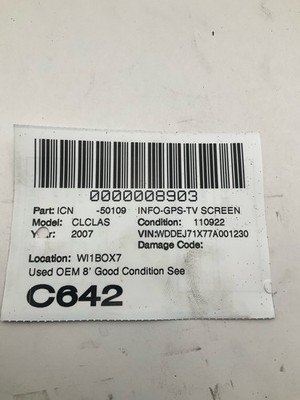 0000008903
Part: ICN -50109 INFO-GPS-TV SCREEN
Model: CLCLAS Condition: 110922
Year: 2007 VIN:WDDEJ71X77A001230
Damage Code:
Location: WI1BOX7
Used OEM 8' Good Condition See
C642